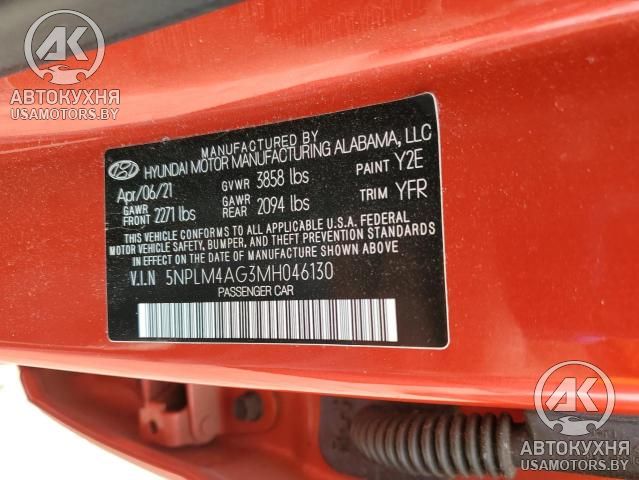 AK
АВТОКУХНЯ
USAMOTORS.BY
MANUFACTURED BY
HYUNDAI MOTOR MANUFACTURING ALABAMA, LLC
Apr/06/21 GVWR 3858 lbs PAINT Y2E
GAWR FRONT 2271 lbs GAWR REAR 2094 lbs TRIM YFR
THIS VEHICLE CONFORMS TO ALL APPLICABLE U.S.A. FEDERAL
MOTOR VEHICLE SAFETY, BUMPER, AND THEFT PREVENTION STANDARDS
IN EFFECT ON THE DATE OF MANUFACTURE SHOWN ABOVE.
V.I.N 5NPLM4AG3MH046130
PASSENGER CAR
AK
АВТОКУХНЯ
USAMOTORS.BY